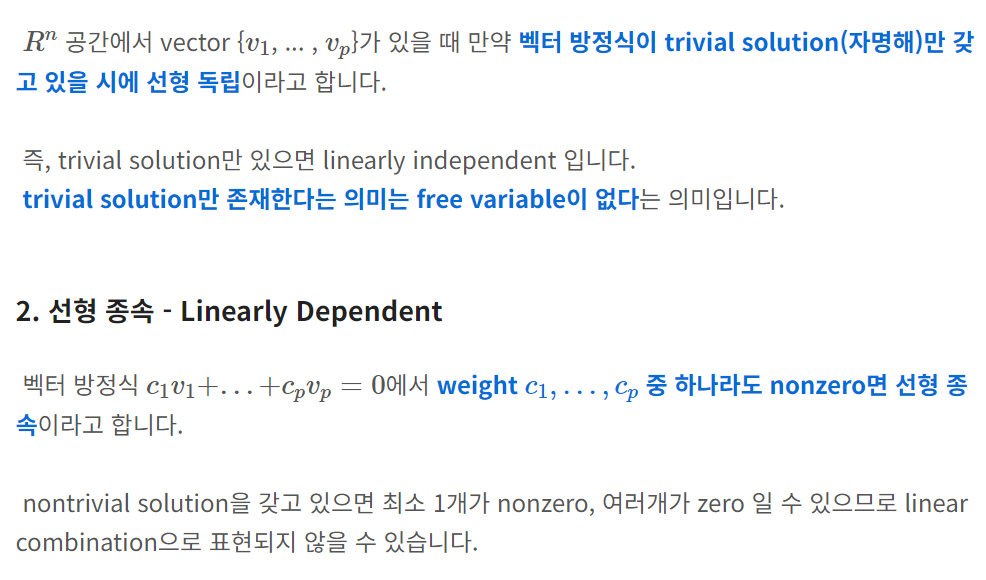 Rⁿ 공간에서 vector {v₁, ... , vₚ}가 있을 때 만약 벡터 방정식이 trivial solution(자명해)만 갖
고 있을 시에 선형 독립이라고 합니다.
즉, trivial solution만 있으면 linearly independent 입니다.
trivial solution만 존재한다는 의미는 free variable이 없다는 의미입니다.
2. 선형 종속 - Linearly Dependent
벡터 방정식 c₁v₁+...+cₚvₚ = 0에서 weight c₁,...,cₚ 중 하나라도 nonzero면 선형 종
속이라고 합니다.
nontrivial solution을 갖고 있으면 최소 1개가 nonzero, 여러개가 zero 일 수 있으므로 linear
combination으로 표현되지 않을 수 있습니다.